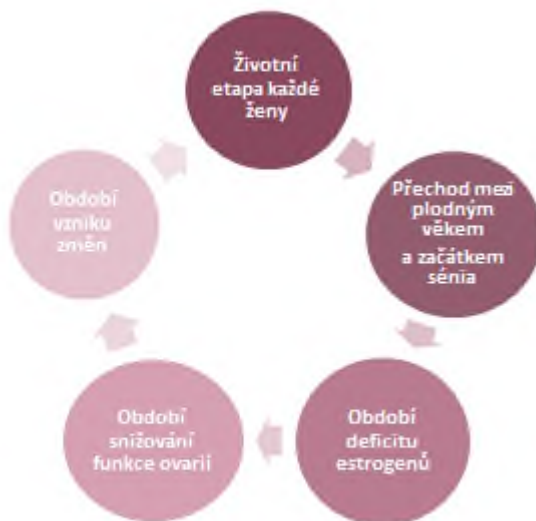 Životní
etapa každé
ženy
Přechod mezi
plodným
věkem
a začátkem
sénia
Období
deficitu
estrogenů
Období
snižování
funkce ovarií
Období
vzniku
změn